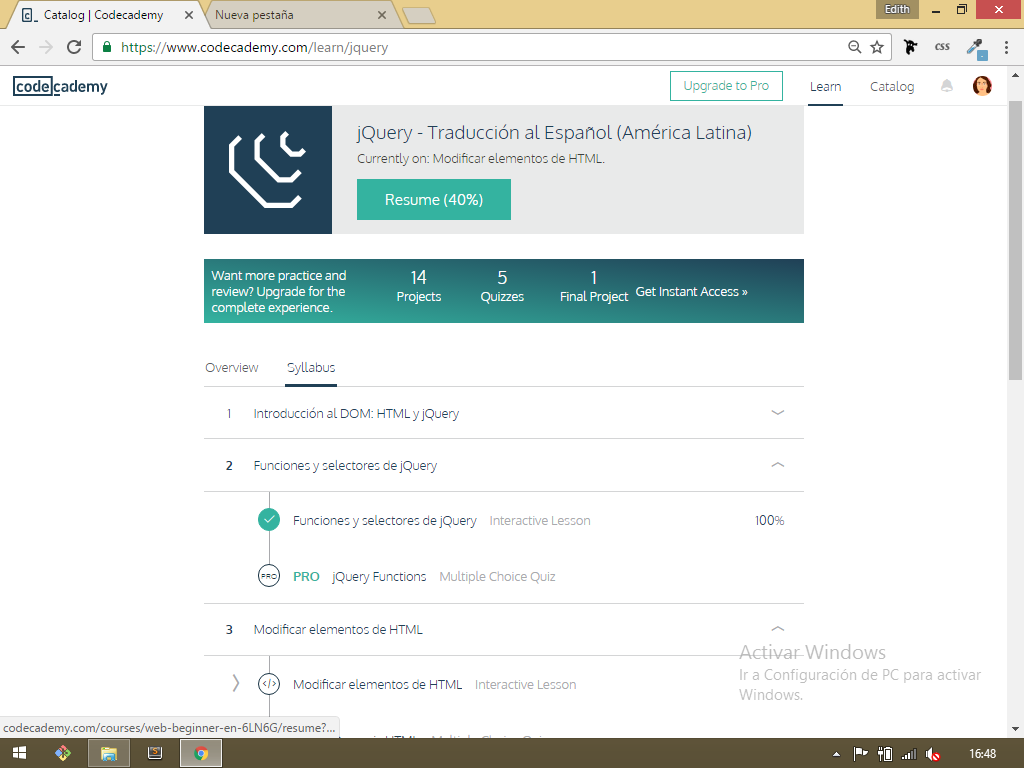 Catalog | Codecademy
Nueva pestaña
Edith
https://www.codecademy.com/learn/jquery
css
codecademy
Upgrade to Pro
Learn
Catalog
jQuery - Traducción al Español (América Latina)
Currently on: Modificar elementos de HTML.
Resume (40%)
Want more practice and
review? Upgrade for the
complete experience.
14
Projects
5
Quizzes
1
Final Project
Get Instant Access »
Overview
Syllabus
1 Introducción al DOM: HTML y jQuery
2 Funciones y selectores de jQuery
Funciones y selectores de jQuery Interactive Lesson 100%
PRO PRO jQuery Functions Multiple Choice Quiz
3 Modificar elementos de HTML
Activar Windows
Ir a Configuración de PC para activar
Windows.
</> Modificar elementos de HTML Interactive Lesson
codecademy.com/courses/web-beginner-en-6LN6G/resume?...
16:48